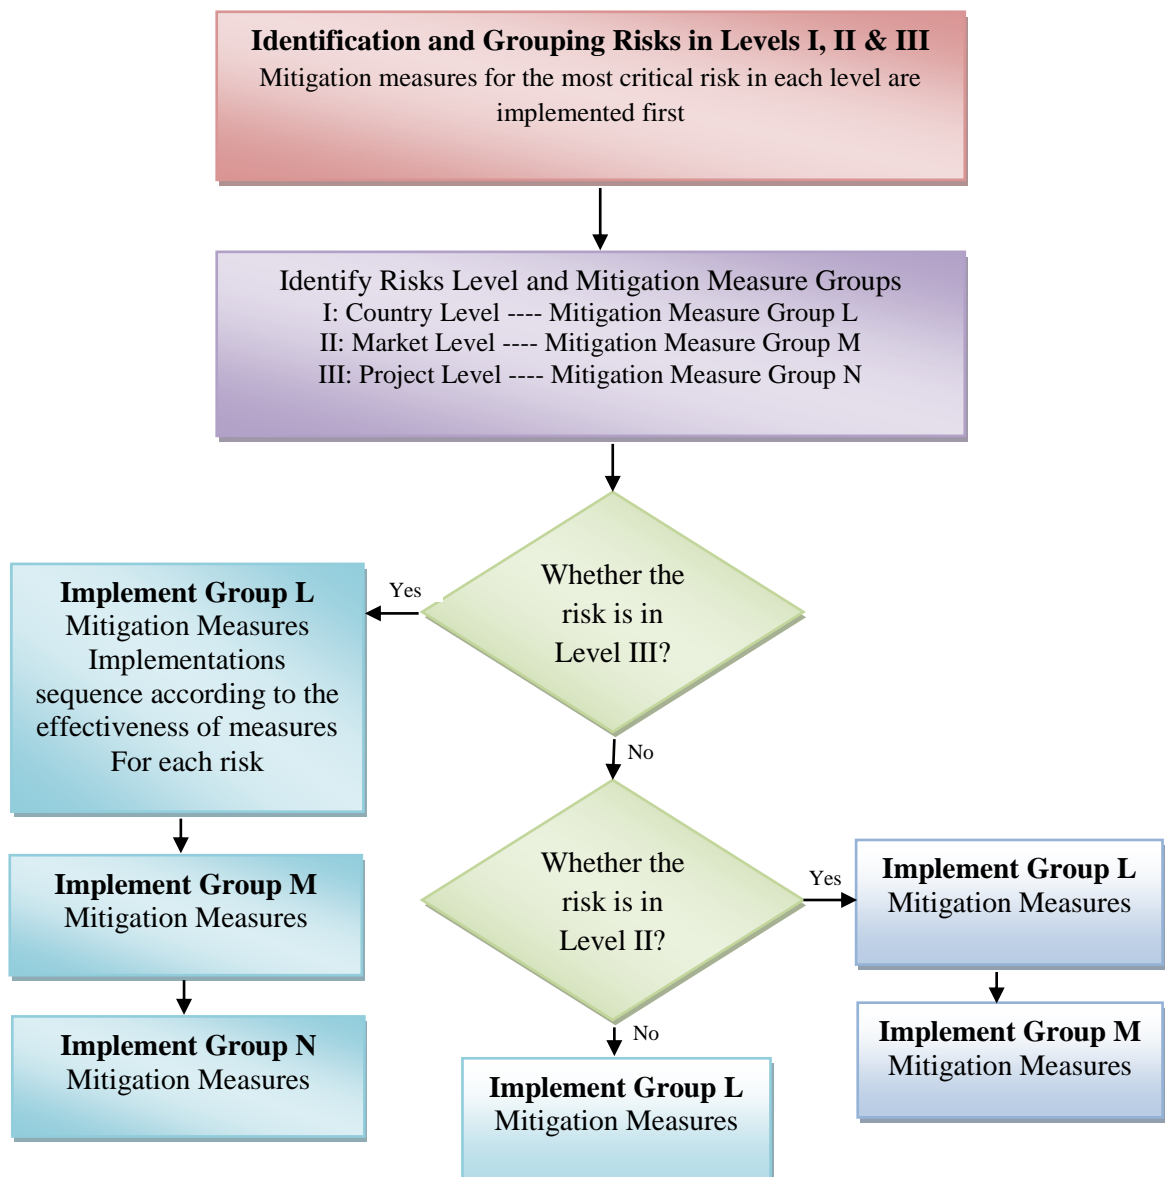 Identification and Grouping Risks in Levels I, II & III
Mitigation measures for the most critical risk in each level are
implemented first
Identify Risks Level and Mitigation Measure Groups
I: Country Level ---- Mitigation Measure Group L
II: Market Level ---- Mitigation Measure Group M
III: Project Level ---- Mitigation Measure Group N
Whether the
risk is in
Level III?
Yes
Implement Group L
Mitigation Measures
Implementations
sequence according to the
effectiveness of measures
For each risk
No
Implement Group M
Mitigation Measures
Whether the
risk is in
Level II?
Yes
Implement Group L
Mitigation Measures
Implement Group N
Mitigation Measures
No
Implement Group L
Mitigation Measures
Implement Group M
Mitigation Measures